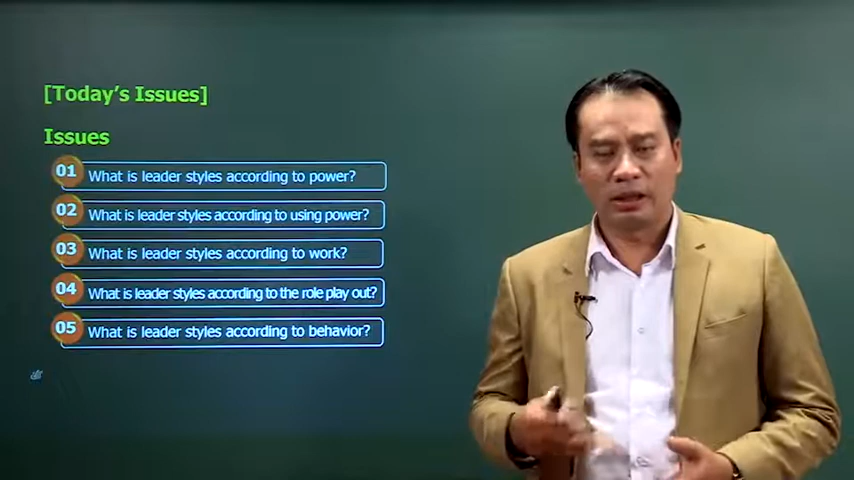 [Today's Issues]
Issues
01 What is leader styles according to power?
02 What is leader styles according to using power?
03 What is leader styles according to work?
04 What is leader styles according to the role play out?
05 What is leader styles according to behavior?